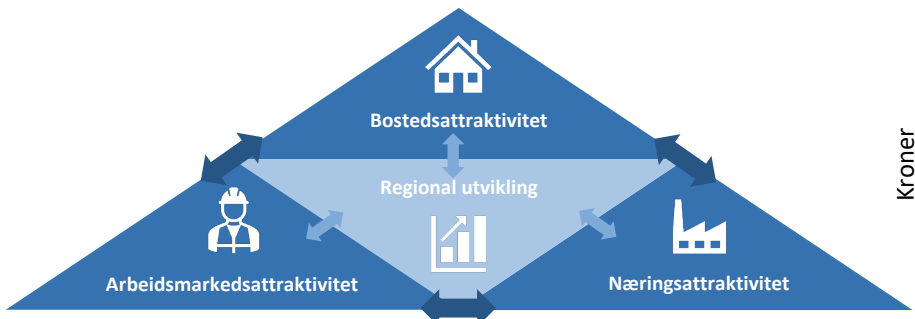 Bostedsattraktivitet
Regional utvikling
Arbeidsmarkedsattraktivitet
Næringsattraktivitet
Kroner